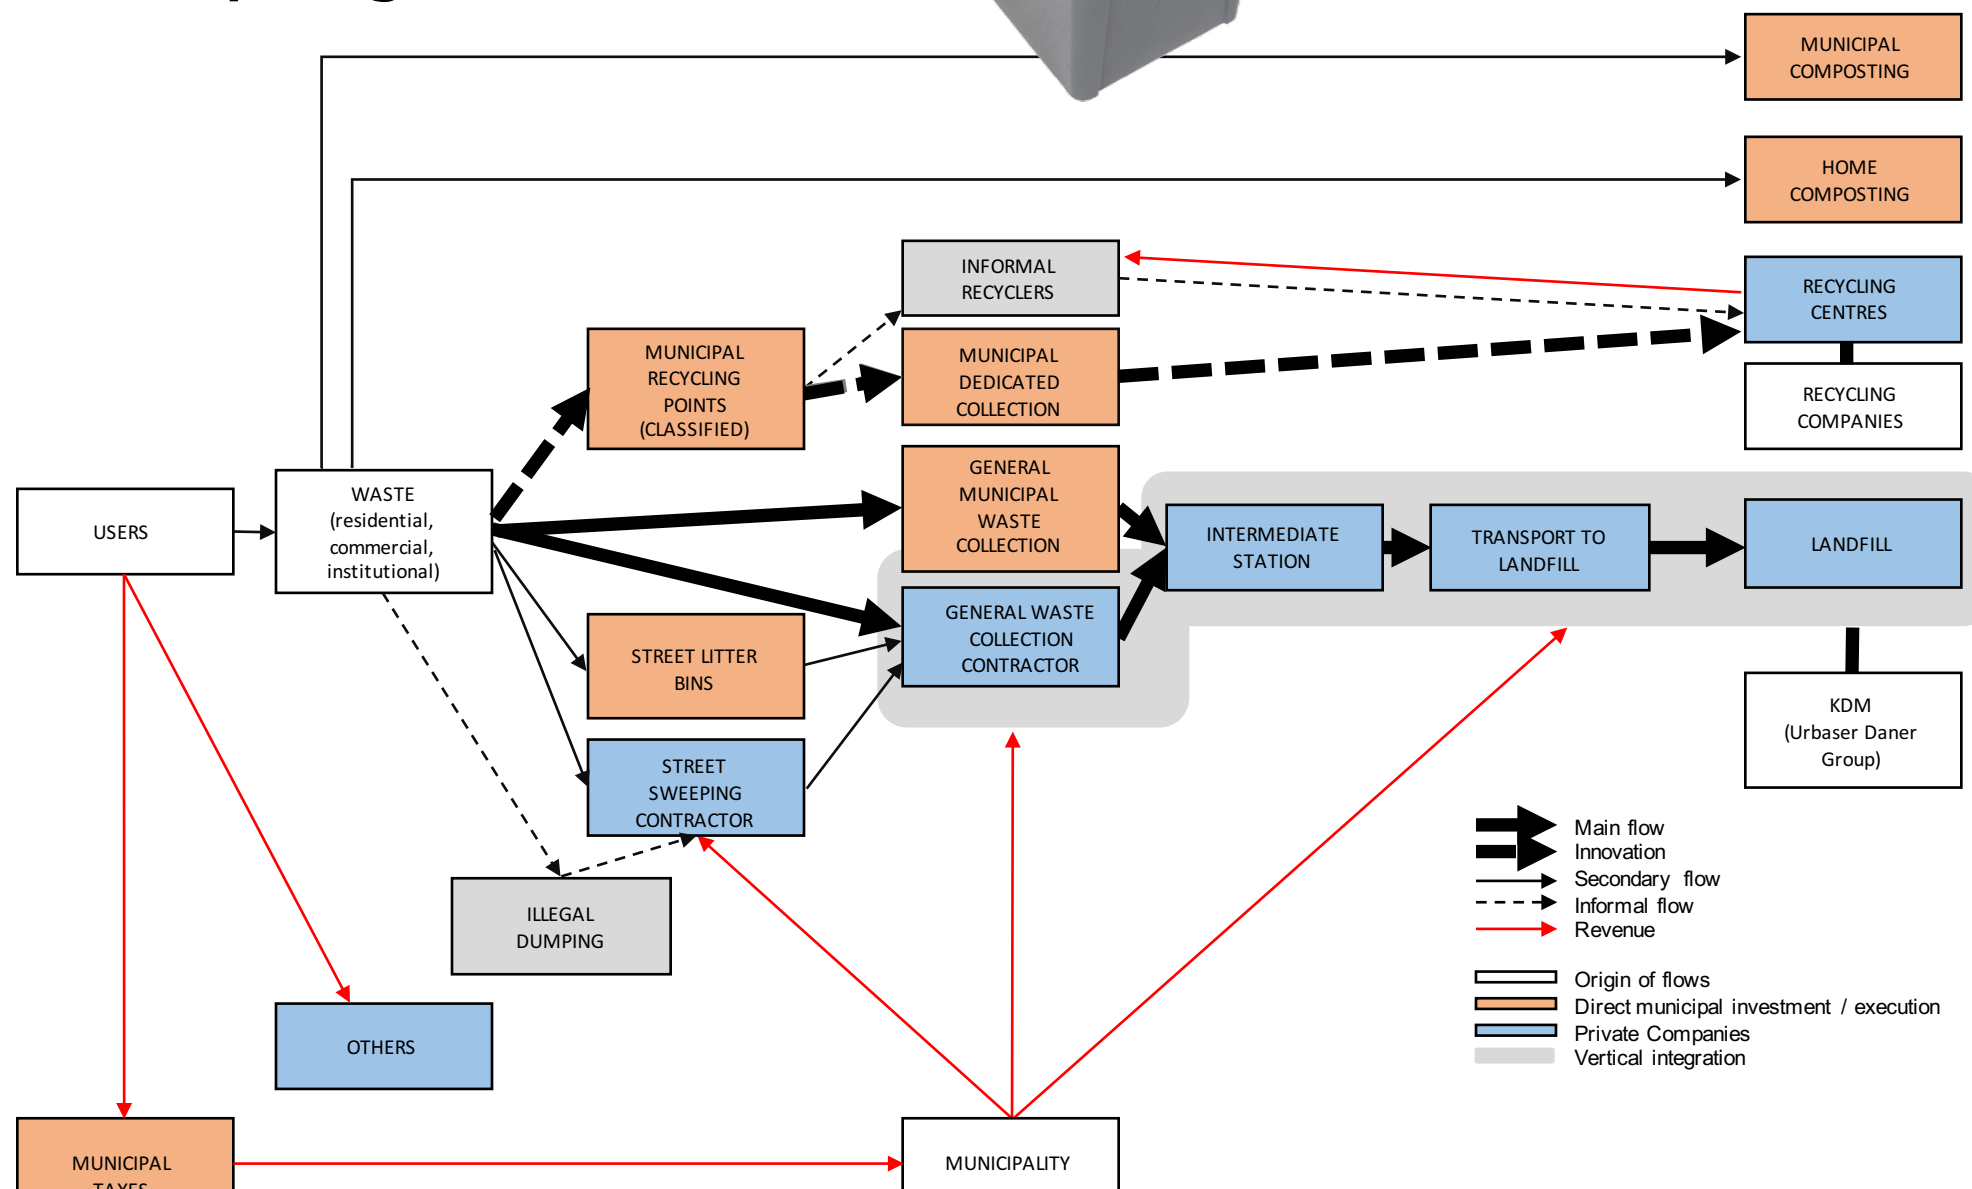 MUNICIPAL
COMPOSTING
HOME
COMPOSTING
INFORMAL
RECYCLERS
RECYCLING
CENTRES
MUNICIPAL
RECYCLING
POINTS
(CLASSIFIED)
MUNICIPAL
DEDICATED
COLLECTION
RECYCLING
COMPANIES
USERS
WASTE
(residential,
commercial,
institutional)
GENERAL
MUNICIPAL
WASTE
COLLECTION
INTERMEDIATE
STATION
TRANSPORT TO
LANDFILL
LANDFILL
STREET LITTER
BINS
GENERAL WASTE
COLLECTION
CONTRACTOR
STREET
SWEEPING
CONTRACTOR
KDM
(Urbaser Daner
Group)
ILLEGAL
DUMPING
OTHERS
MUNICIPAL
TAXES
MUNICIPALITY
Main flow
Innovation
Secondary flow
Informal flow
Revenue
Origin of flows
Direct municipal investment / execution
Private Companies
Vertical integration